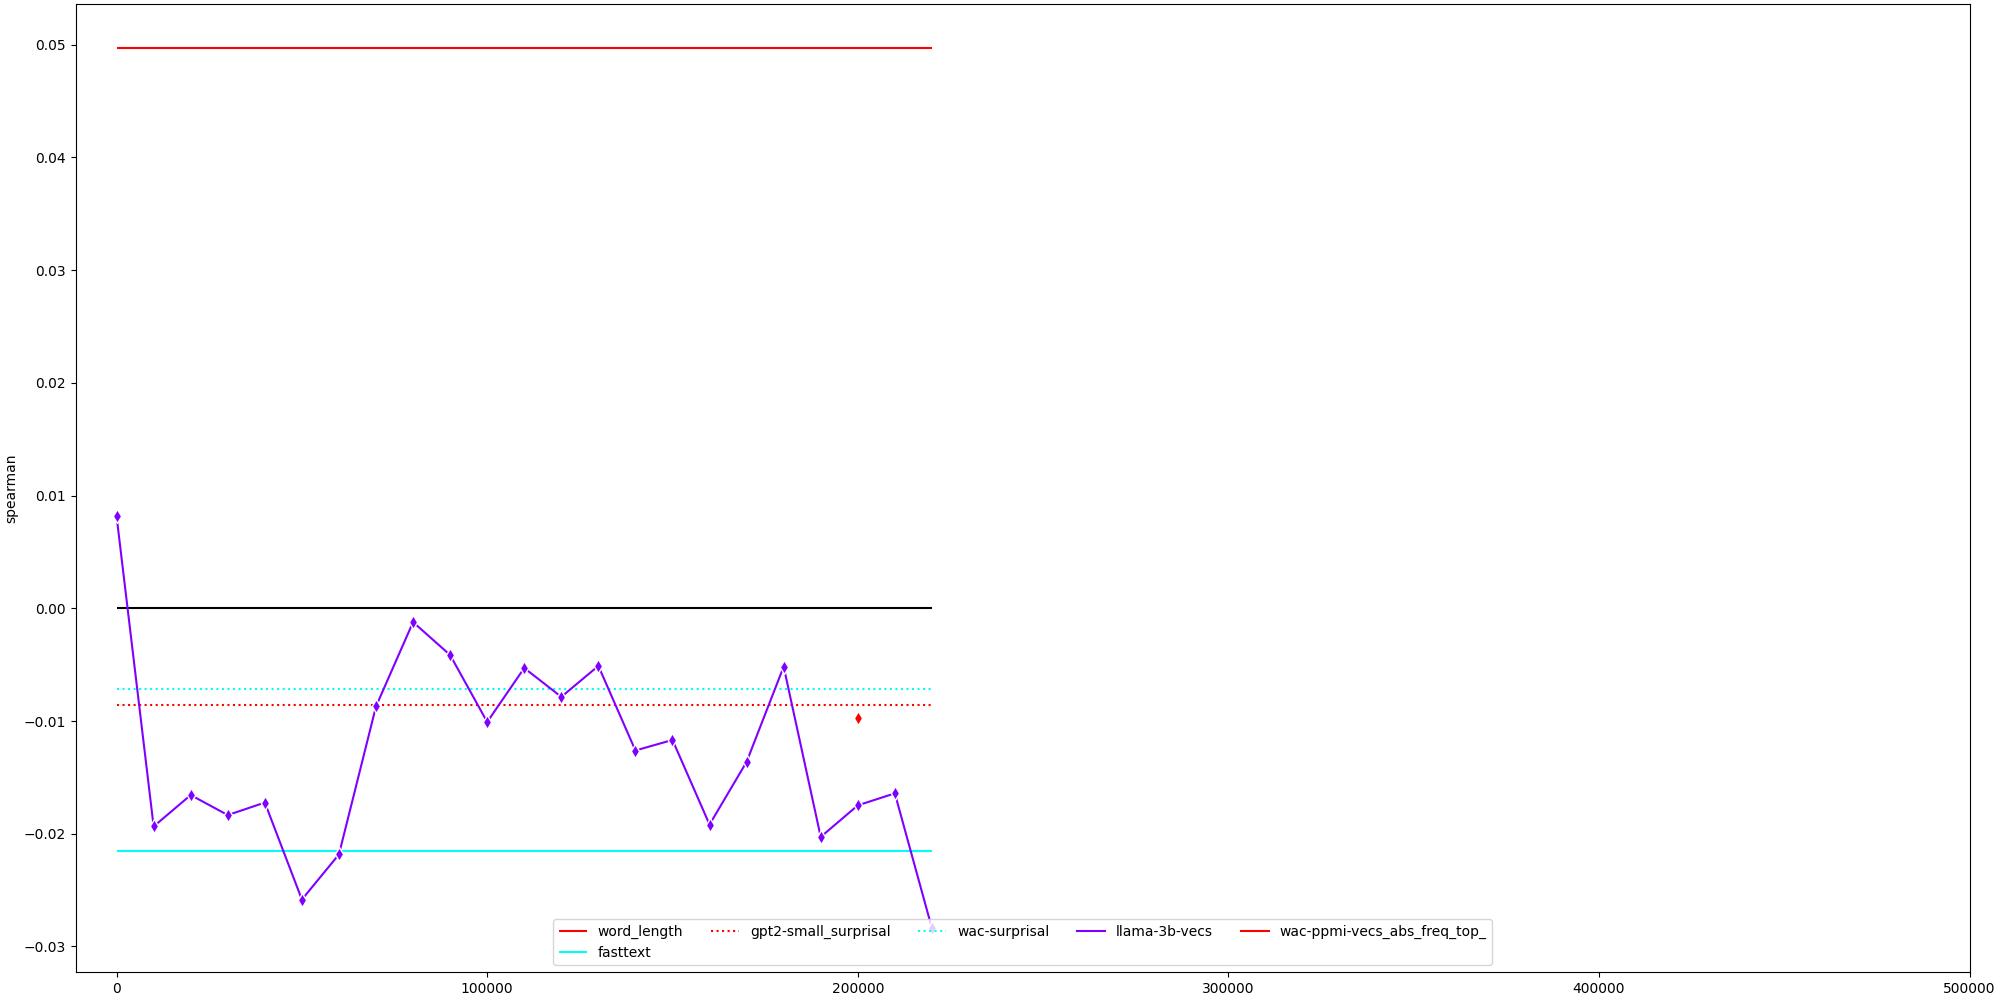 0.05
0.04
0.03
0.02
0.01
0.00
−0.01
−0.02
−0.03
spearman
word_length gpt2-small_surprisal wac-surprisal llama-3b-vecs wac-ppmi-vecs_abs_freq_top_
fasttext
0 100000 200000 300000 400000 500000